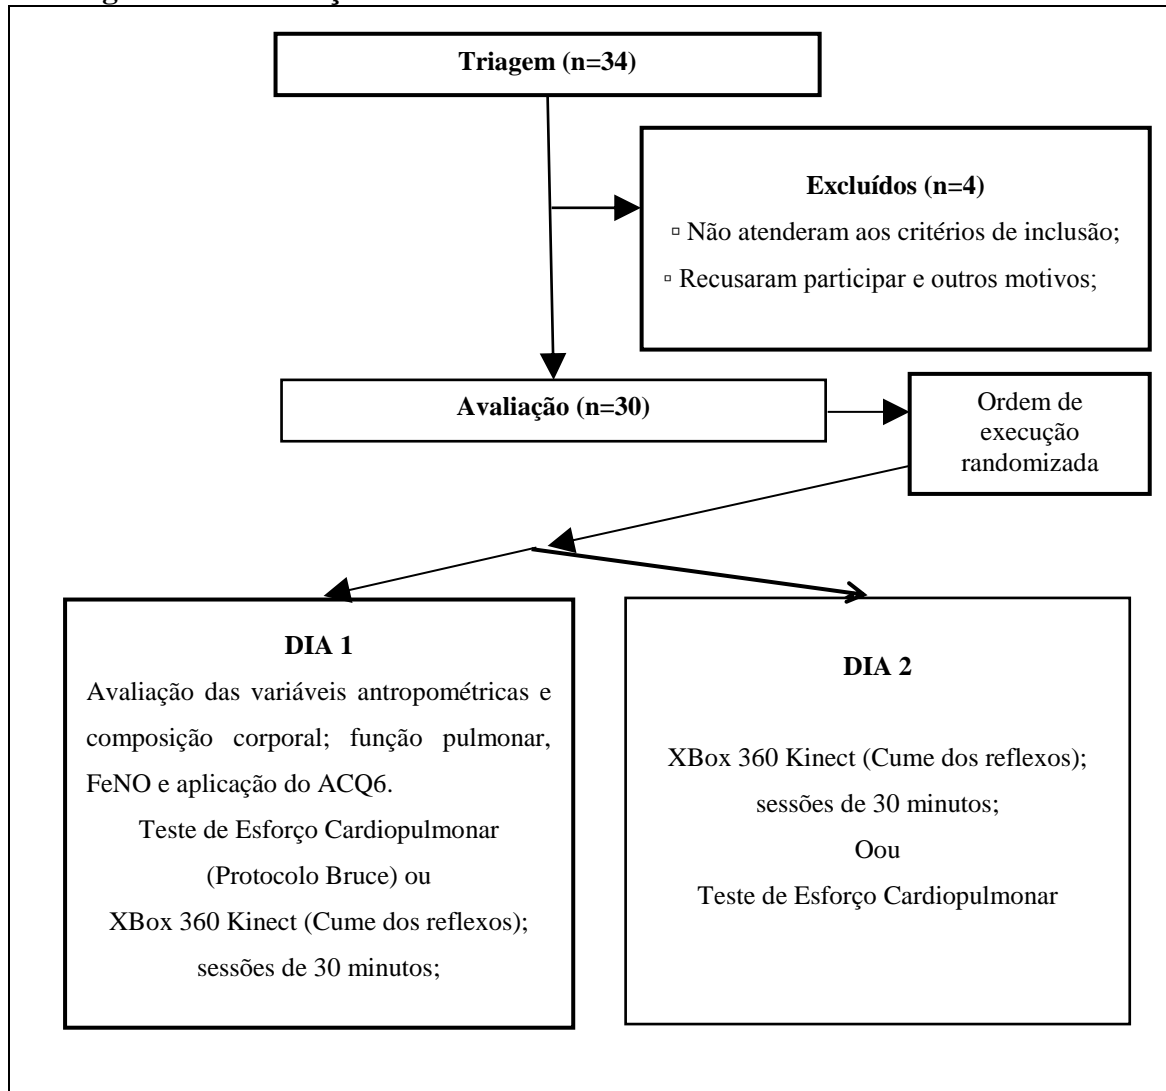 Triagem (n=34)
Excluídos (n=4)
▫ Não atenderam aos critérios de inclusão;
▫ Recusaram participar e outros motivos;
Avaliação (n=30)
Ordem de
execução
randomizada
DIA 1
Avaliação das variáveis antropométricas e
composição corporal; função pulmonar,
FeNO e aplicação do ACQ6.
Teste de Esforço Cardiopulmonar
(Protocolo Bruce) ou
XBox 360 Kinect (Cume dos reflexos);
sessões de 30 minutos;
DIA 2
XBox 360 Kinect (Cume dos reflexos);
sessões de 30 minutos;
Oou
Teste de Esforço Cardiopulmonar